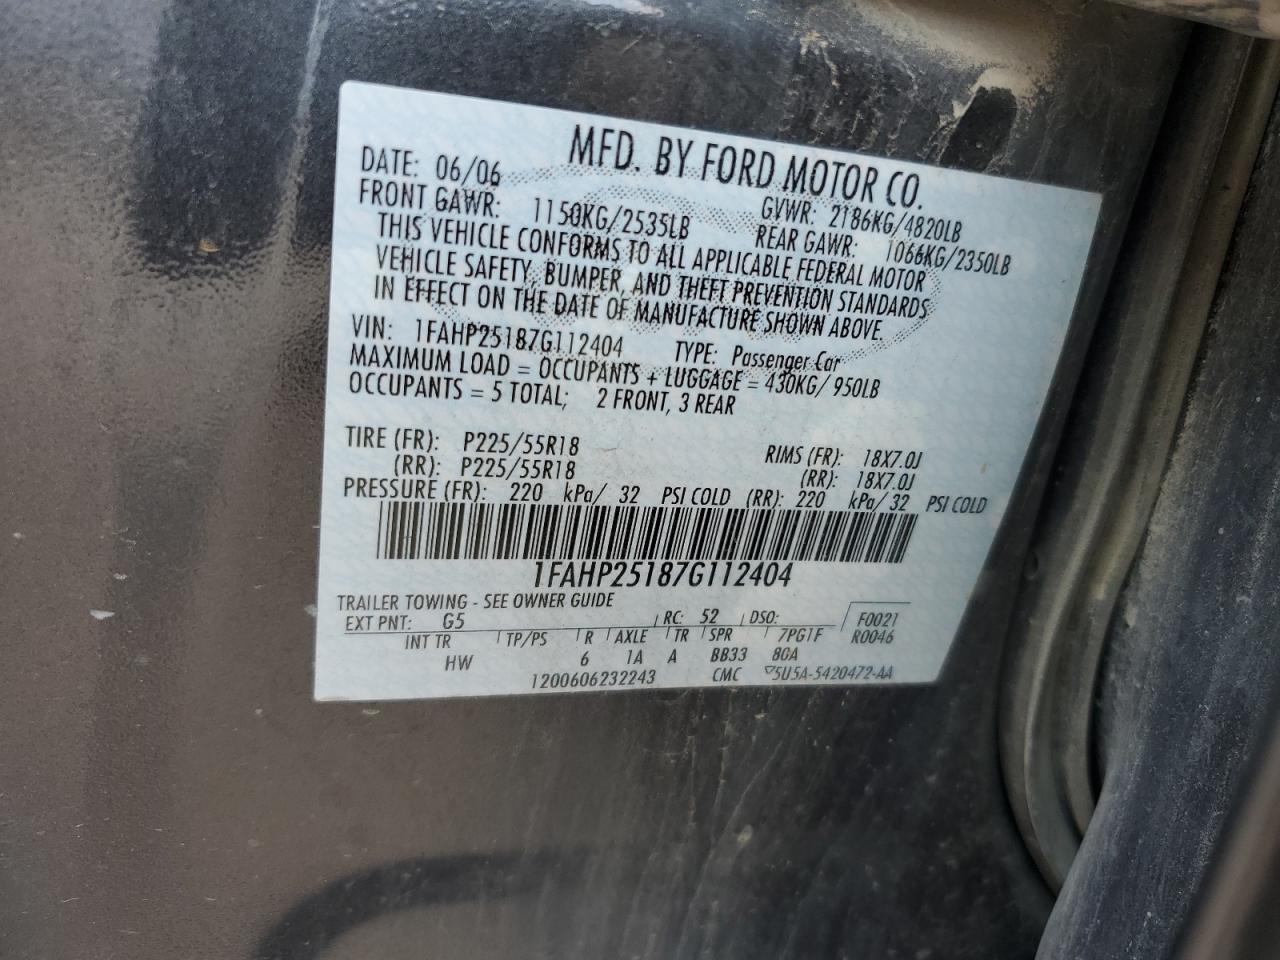 MFD. BY FORD MOTOR CO.
DATE: 06/06 GVWR: 2186KG/4820LB
FRONT GAWR: 1150KG/2535LB REAR GAWR: 1066KG/2350LB
THIS VEHICLE CONFORMS TO ALL APPLICABLE FEDERAL MOTOR
VEHICLE SAFETY, BUMPER, AND THEFT PREVENTION STANDARDS
IN EFFECT ON THE DATE OF MANUFACTURE SHOWN ABOVE.
VIN: 1FAHP25187G112404 TYPE: Passenger Car
MAXIMUM LOAD = OCCUPANTS + LUGGAGE = 430KG/950LB
OCCUPANTS = 5 TOTAL; 2 FRONT, 3 REAR
TIRE (FR): P225/55R18 RIMS (FR): 18X7.0J
(RR): P225/55R18 (RR): 18X7.0J
PRESSURE (FR): 220 kPa/ 32 PSI COLD (RR): 220 kPa/ 32 PSI COLD
1FAHP25187G112404
TRAILER TOWING - SEE OWNER GUIDE
EXT PNT: G5 RC: 52 DSO: F0021
INT TR TP/PS R AXLE TR SPR 7PG1F R0046
HW 6 1A A BB33 8GA
1200606232243 CMC 5U5A-5420472-AA